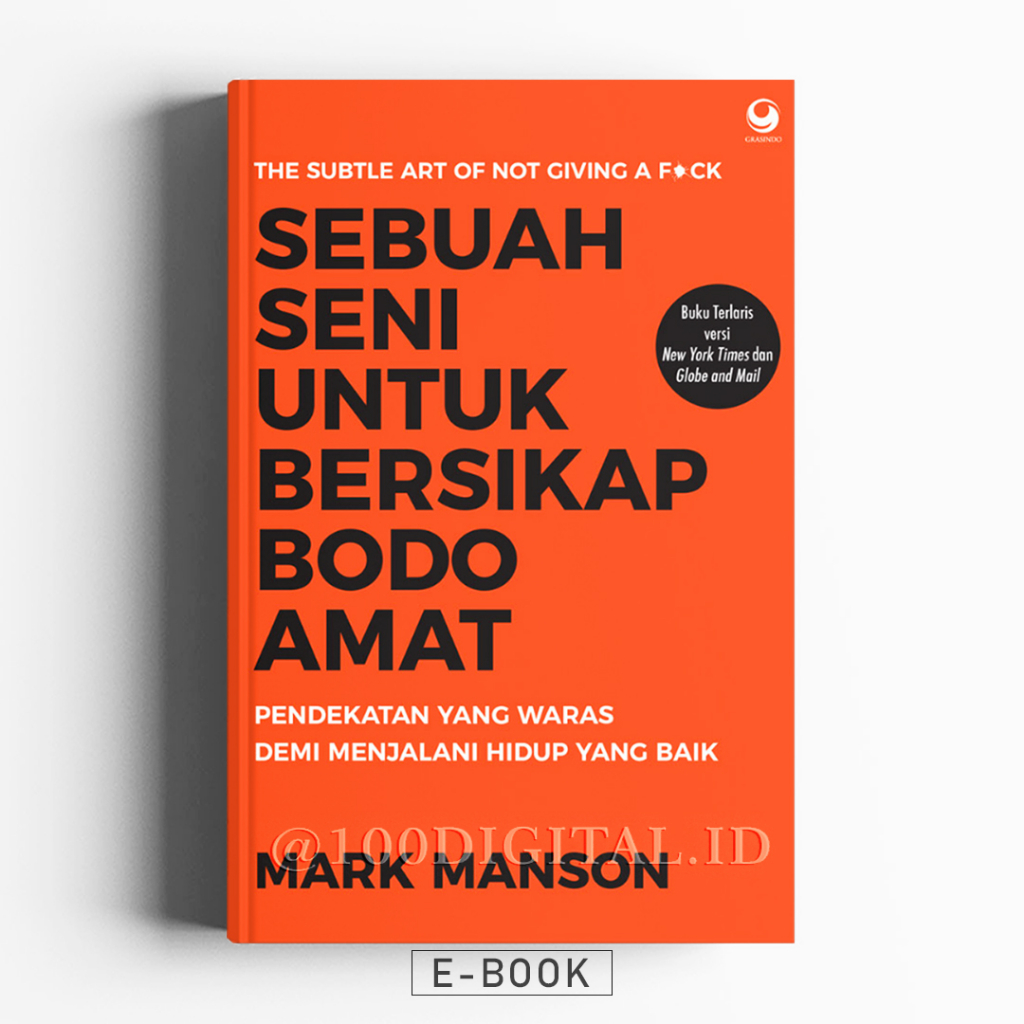 GRASINDO
THE SUBTLE ART OF NOT GIVING A F*CK
SEBUAH
SENI
UNTUK
BERSIKAP
BODO
AMAT
Buku Terlaris
versi
New York Times dan
Globe and Mail
PENDEKATAN YANG WARAS
DEMI MENJALANI HIDUP YANG BAIK
@100DIGITAL.ID
MARK MANSON
E-BOOK